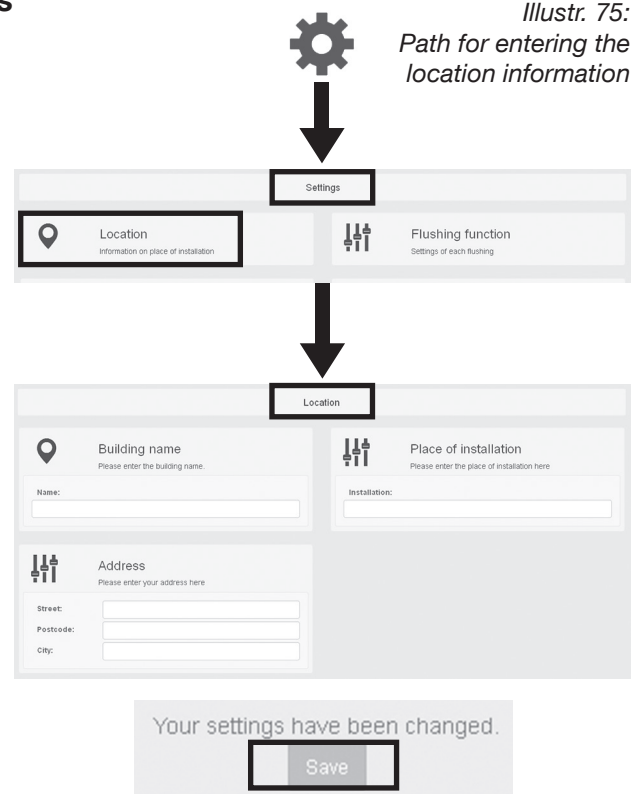 s
Illustr. 75:
Path for entering the
location information
Settings
Location
Information on place of installation
Flushing function
Settings of each flushing
Location
Building name
Please enter the building name.
Name:
Place of installation
Please enter the place of installation here
Installation:
Address
Please enter your address here
Street:
Postcode:
City:
Your settings have been changed.
Save